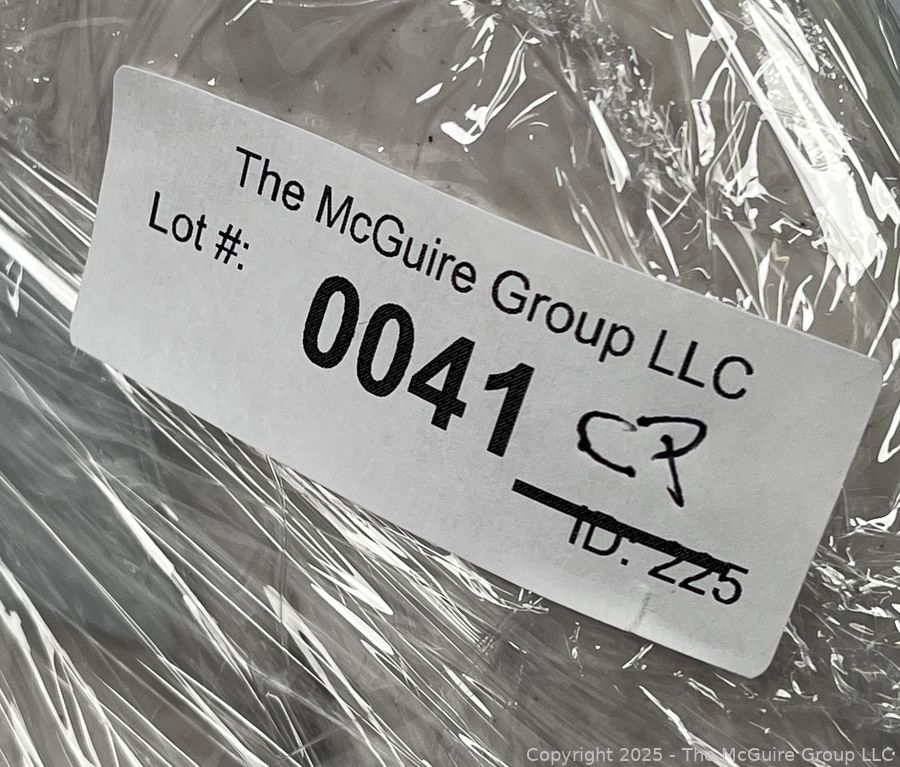 The McGuire Group LLC
Lot #:
0041
CP
ID: 225
Copyright 2025 - The McGuire Group LLC